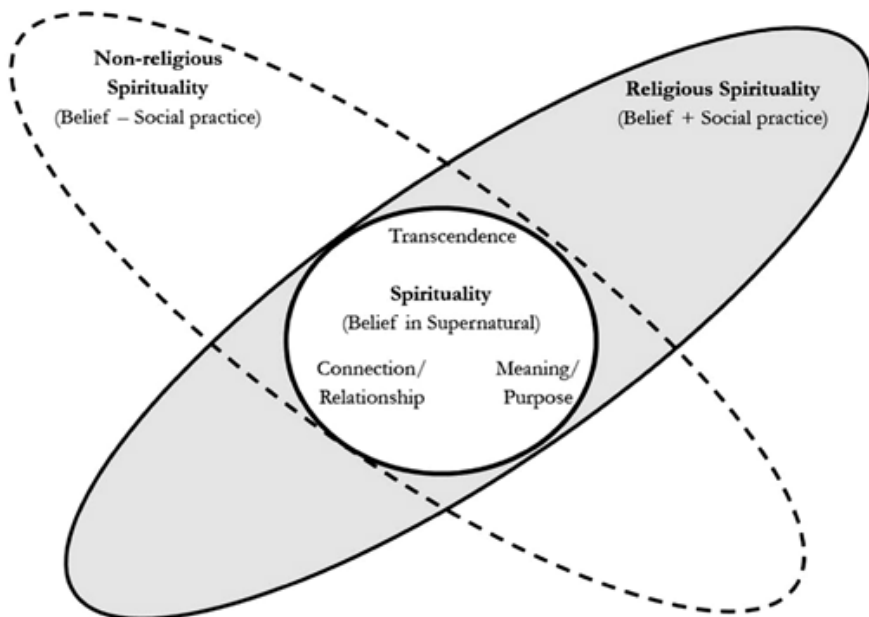 Non-religious
Spirituality
(Belief – Social practice)
Religious Spirituality
(Belief + Social practice)
Transcendence
Spirituality
(Belief in Supernatural)
Connection/
Relationship
Meaning/
Purpose